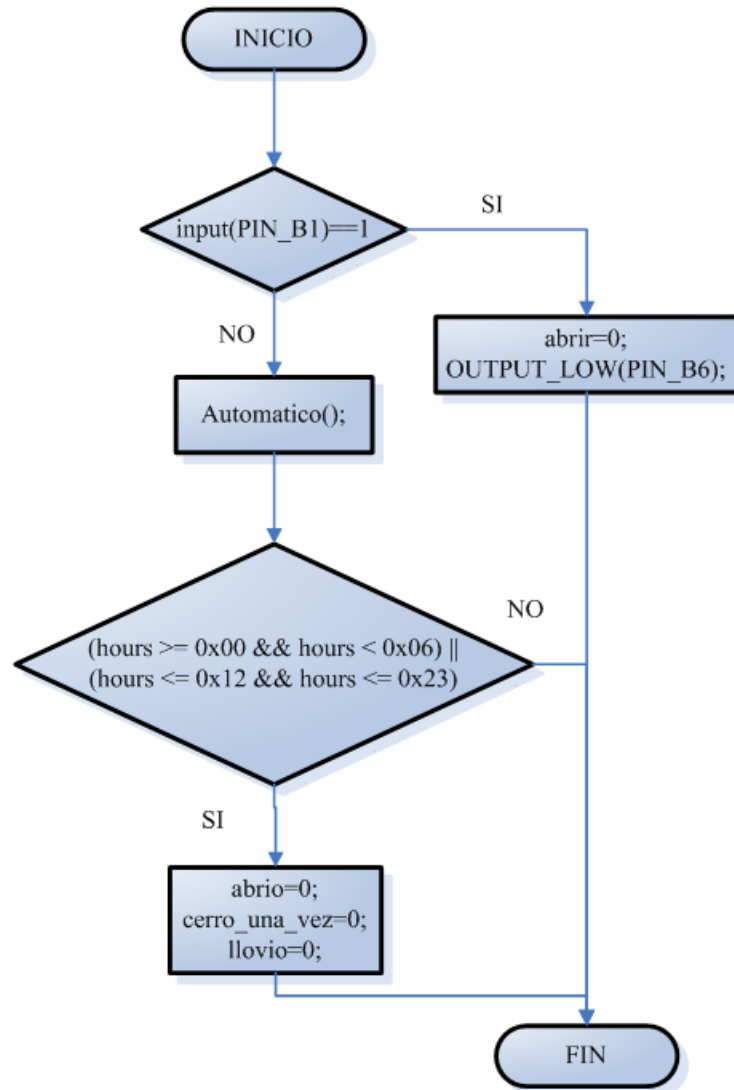 INICIO
input(PIN_B1)==1
SI
NO
abrir=0;
OUTPUT_LOW(PIN_B6);
Automatico();
(hours >= 0x00 && hours < 0x06) ||
(hours <= 0x12 && hours <= 0x23)
NO
SI
abrio=0;
cerro_una_vez=0;
llovio=0;
FIN